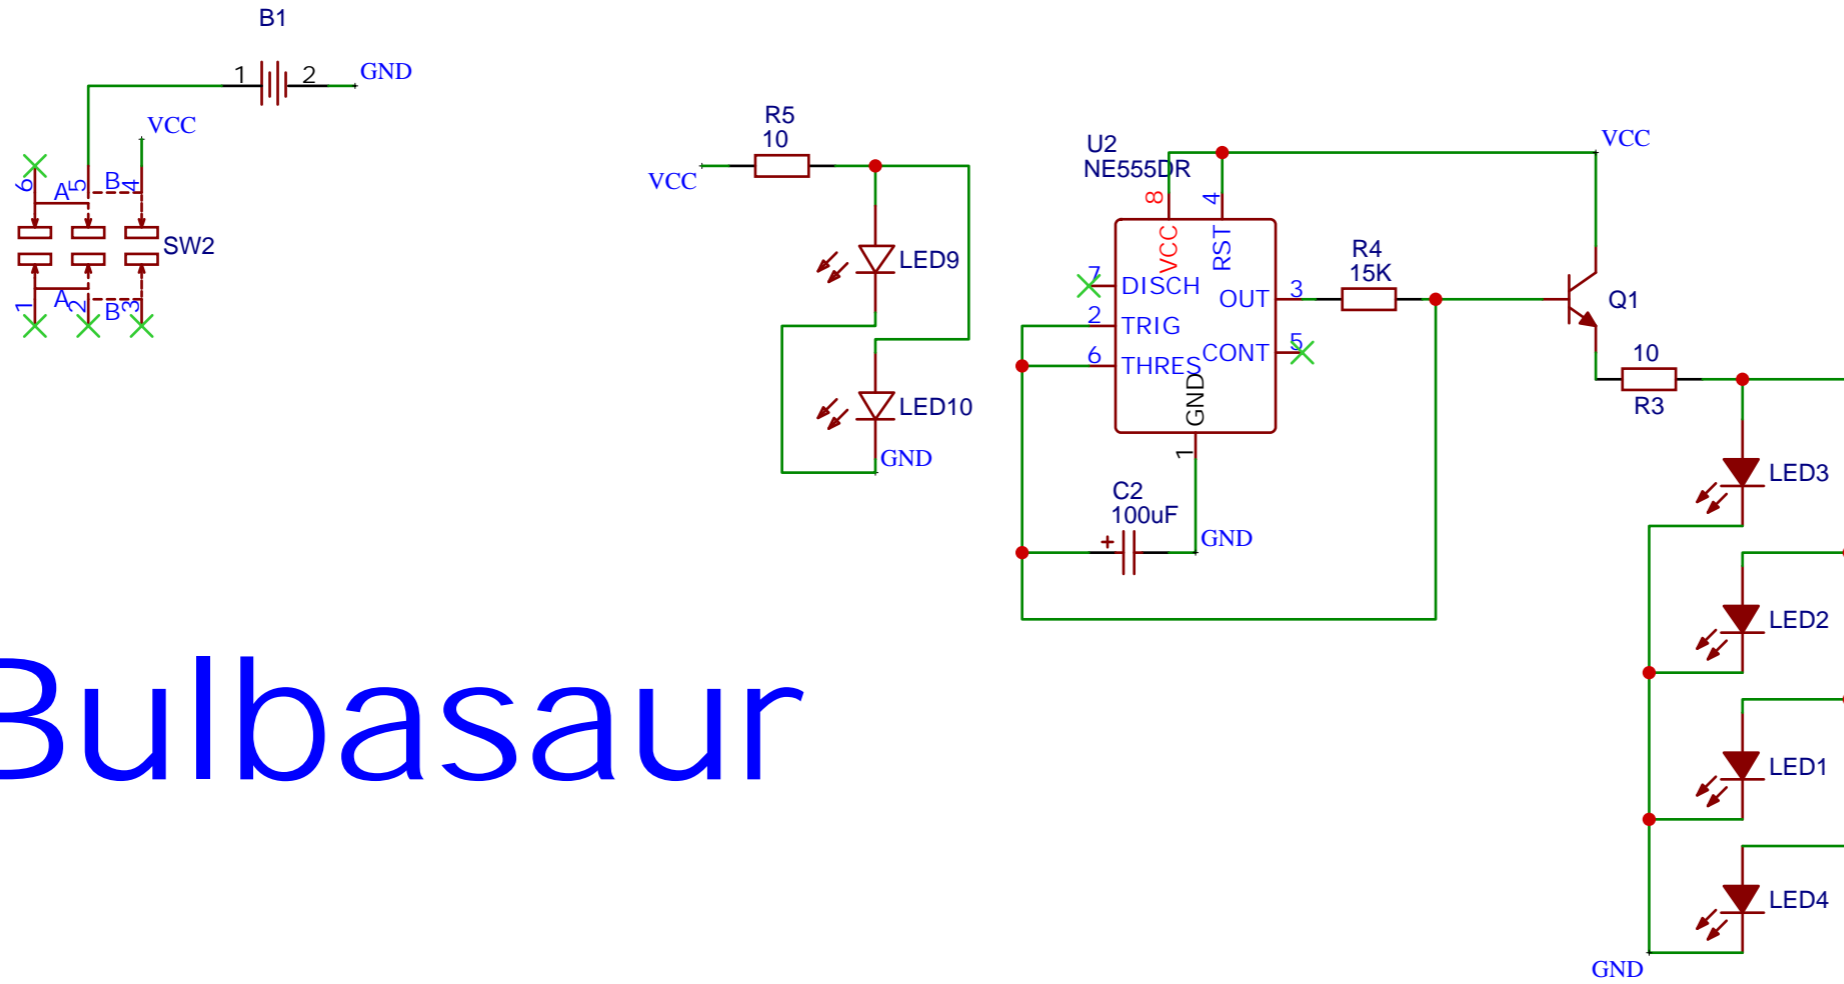 B1
1 2 GND
VCC
6 A 5 B 4
SW2
1 A 2 B 3
R5
10
VCC
LED9
LED10
GND
U2
NE555DR
VCC
8 4
VCC RST
7 DISCH
2 TRIG
6 THRES
OUT 3
CONT 5
GND
1
R4
15K
Q1
10
R3
C2
100uF
+
GND
LED3
LED2
LED1
LED4
GND
Bulbasaur